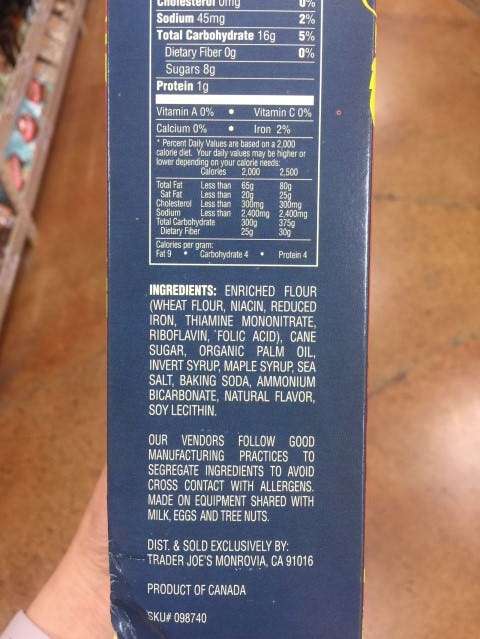 Cholesterol 0mg 0%
Sodium 45mg 2%
Total Carbohydrate 16g 5%
Dietary Fiber 0g 0%
Sugars 8g
Protein 1g
Vitamin A 0% • Vitamin C 0%
Calcium 0% • Iron 2%
* Percent Daily Values are based on a 2,000
calorie diet. Your daily values may be higher or
lower depending on your calorie needs:
Calories 2,000 2,500
Total Fat Less than 65g 80g
Sat Fat Less than 20g 25g
Cholesterol Less than 300mg 300mg
Sodium Less than 2,400mg 2,400mg
Total Carbohydrate 300g 375g
Dietary Fiber 25g 30g
Calories per gram:
Fat 9 • Carbohydrate 4 • Protein 4
INGREDIENTS: ENRICHED FLOUR
(WHEAT FLOUR, NIACIN, REDUCED
IRON, THIAMINE MONONITRATE,
RIBOFLAVIN, FOLIC ACID), CANE
SUGAR, ORGANIC PALM OIL,
INVERT SYRUP, MAPLE SYRUP, SEA
SALT, BAKING SODA, AMMONIUM
BICARBONATE, NATURAL FLAVOR,
SOY LECITHIN.
OUR VENDORS FOLLOW GOOD
MANUFACTURING PRACTICES TO
SEGREGATE INGREDIENTS TO AVOID
CROSS CONTACT WITH ALLERGENS.
MADE ON EQUIPMENT SHARED WITH
MILK, EGGS AND TREE NUTS.
DIST. & SOLD EXCLUSIVELY BY:
TRADER JOE'S MONROVIA, CA 91016
PRODUCT OF CANADA
SKU# 098740